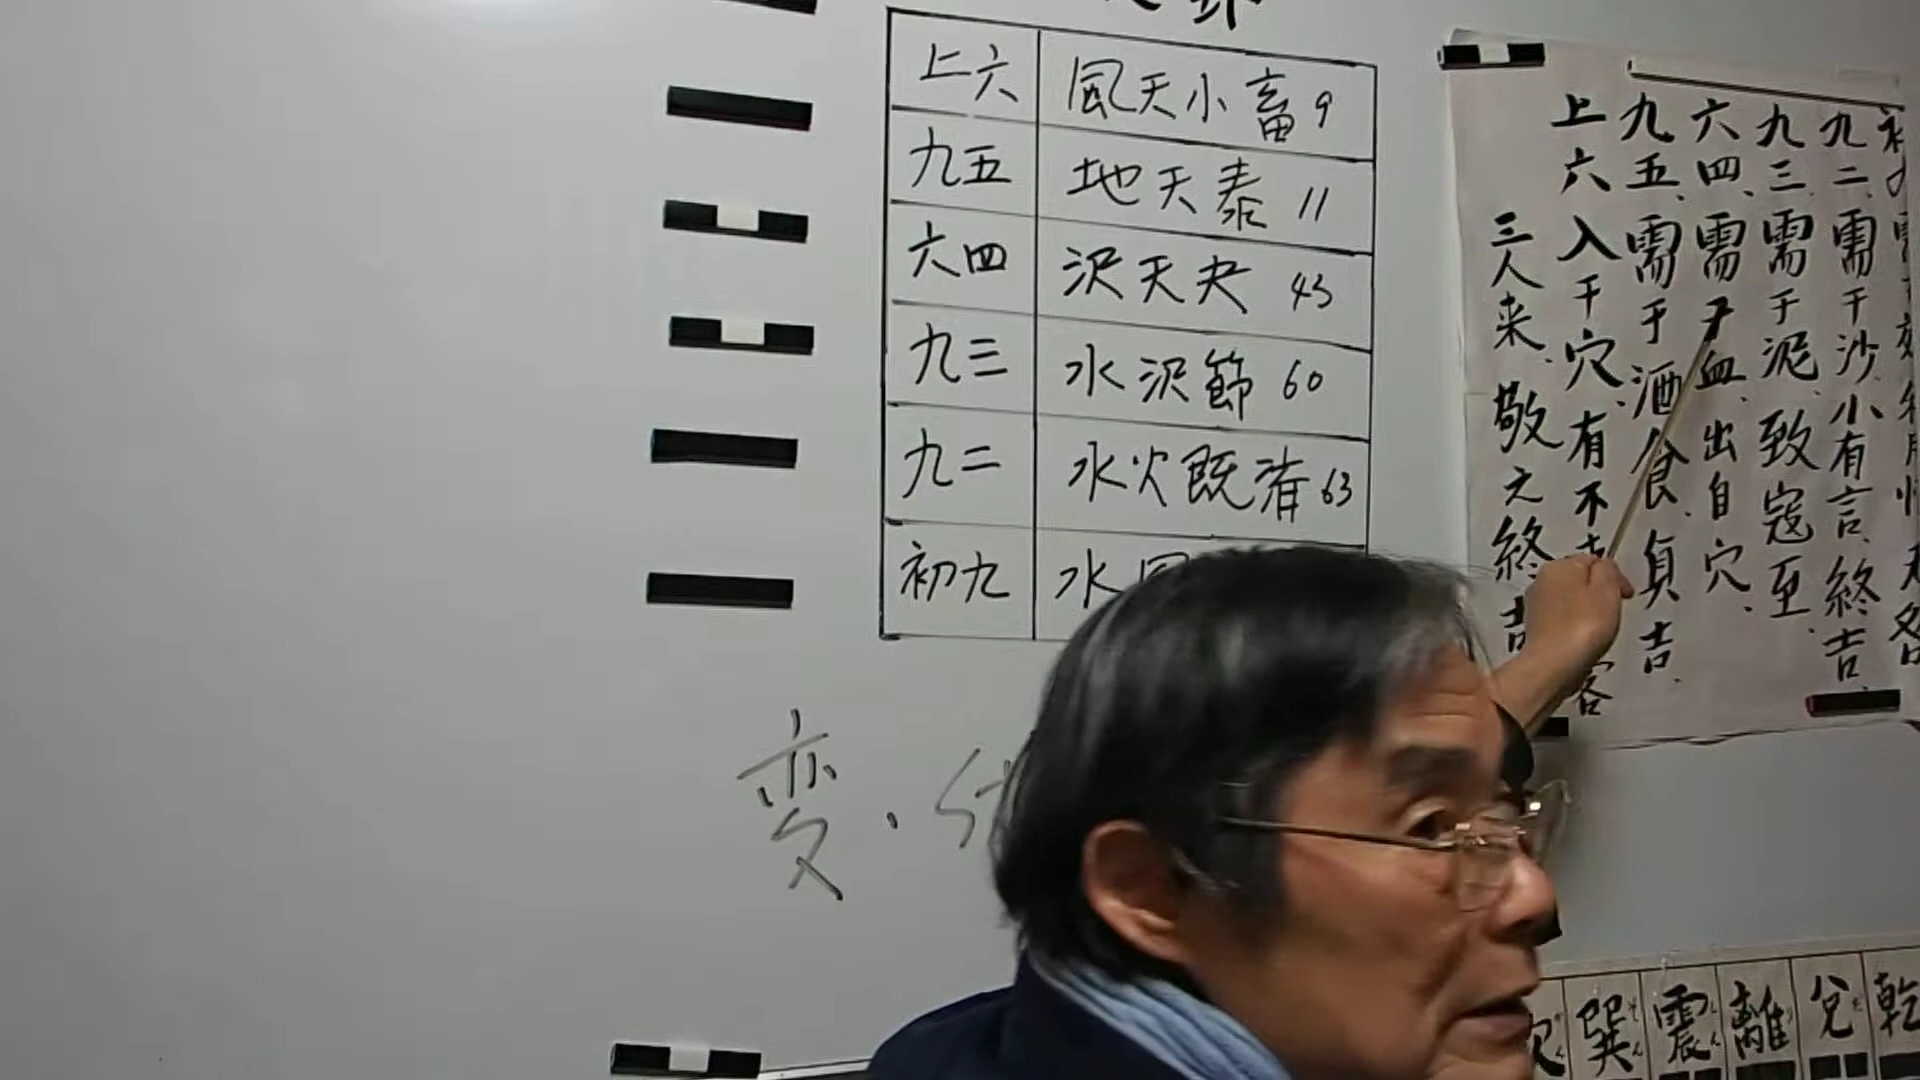 上六 風天小畜 9
九五 地天泰 11
六四 沢天夬 43
九三 水沢節 60
九二 水火既済 63
初九 水
変・
九二、需于沙、小有言、終吉、
九三、需于泥、致寇至、
六四、需于血、出自穴、
九五、需于酒食、貞吉、
上六 入于穴、有不 客
三人来、敬之終吉
巽 震 離 兌 乾